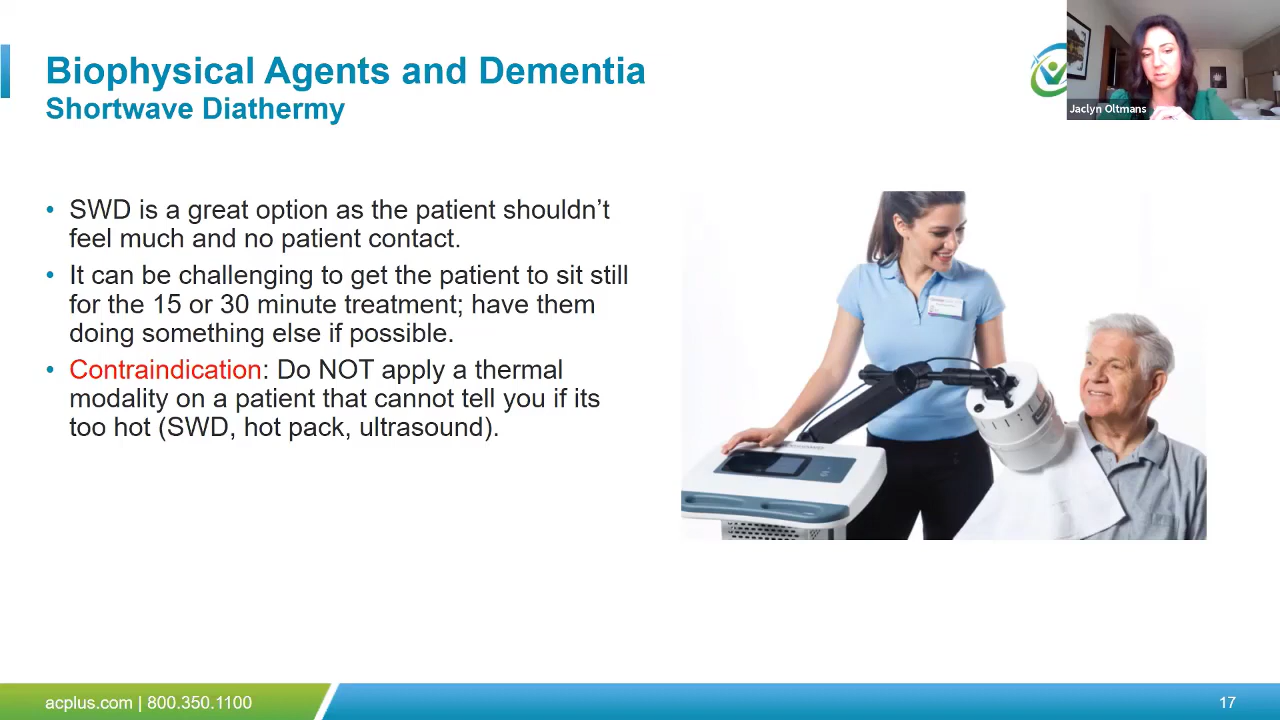 Biophysical Agents and Dementia
Shortwave Diathermy
Jaclyn Oltmans
• SWD is a great option as the patient shouldn’t
feel much and no patient contact.
• It can be challenging to get the patient to sit still
for the 15 or 30 minute treatment; have them
doing something else if possible.
• Contraindication: Do NOT apply a thermal
modality on a patient that cannot tell you if its
too hot (SWD, hot pack, ultrasound).
acplus.com | 800.350.1100
17